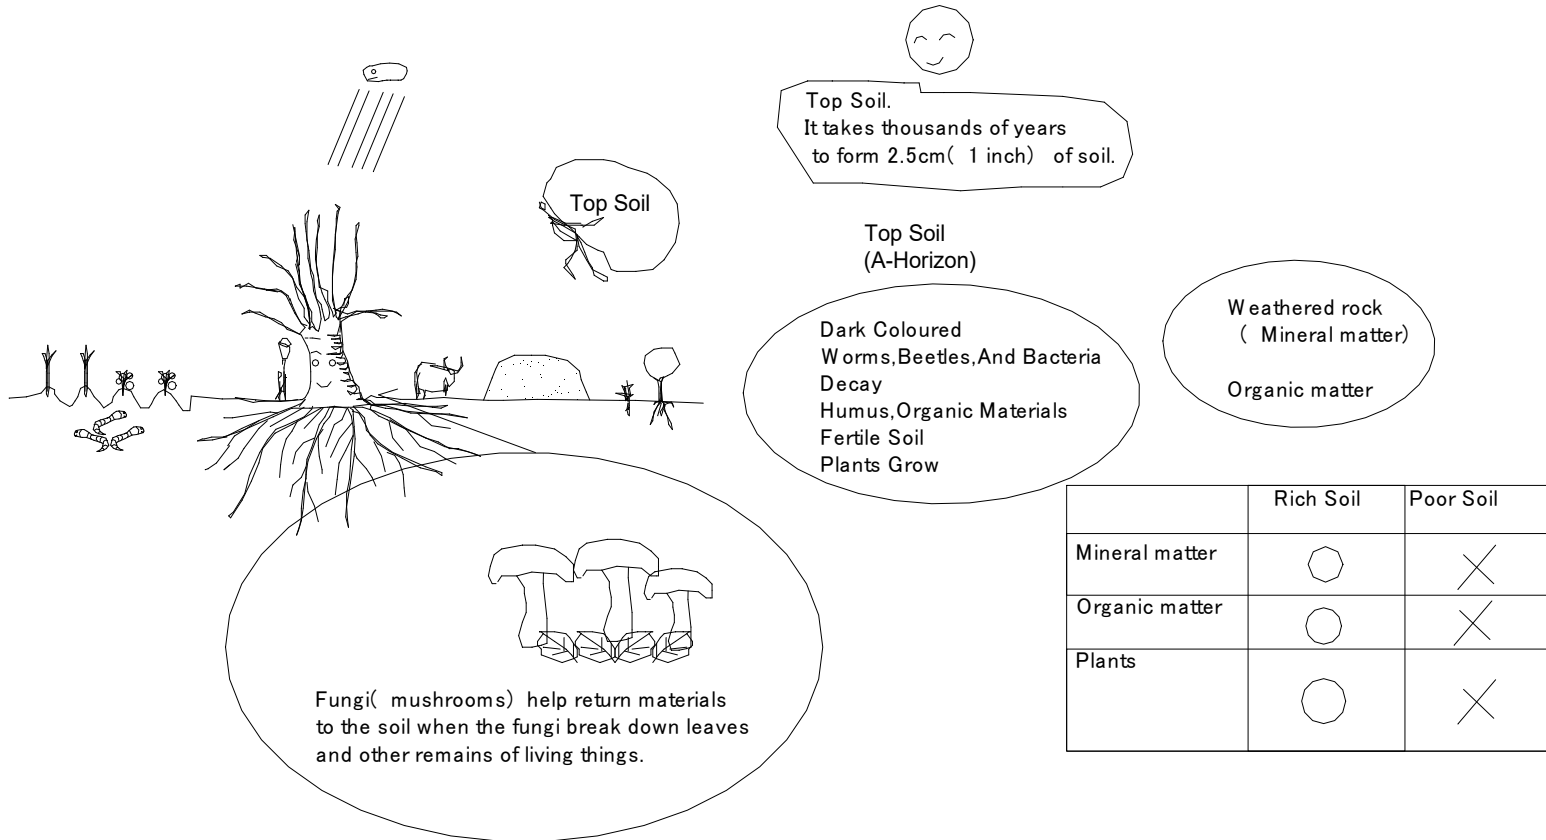 Top Soil.
It takes thousands of years
to form 2.5cm( 1 inch) of soil.
Top Soil
Top Soil
(A-Horizon)
Dark Coloured
Worms,Beetles,And Bacteria
Decay
Humus,Organic Materials
Fertile Soil
Plants Grow
Weathered rock
( Mineral matter)
Organic matter
Rich Soil Poor Soil
Mineral matter
Organic matter
Plants
Fungi( mushrooms) help return materials
to the soil when the fungi break down leaves
and other remains of living things.